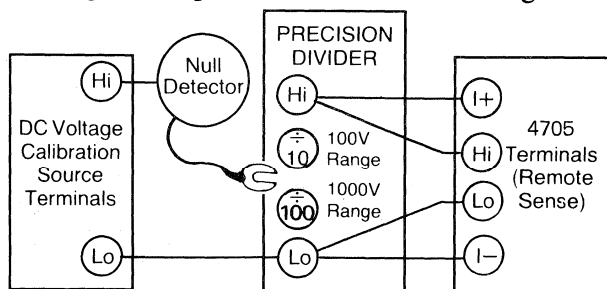 DC Voltage
Calibration
Source
Terminals
Hi
Lo
Null
Detector
PRECISION
DIVIDER
Hi
÷
10
100V
Range
÷
100
1000V
Range
Lo
I+
Hi
Lo
I−
4705
Terminals
(Remote
Sense)